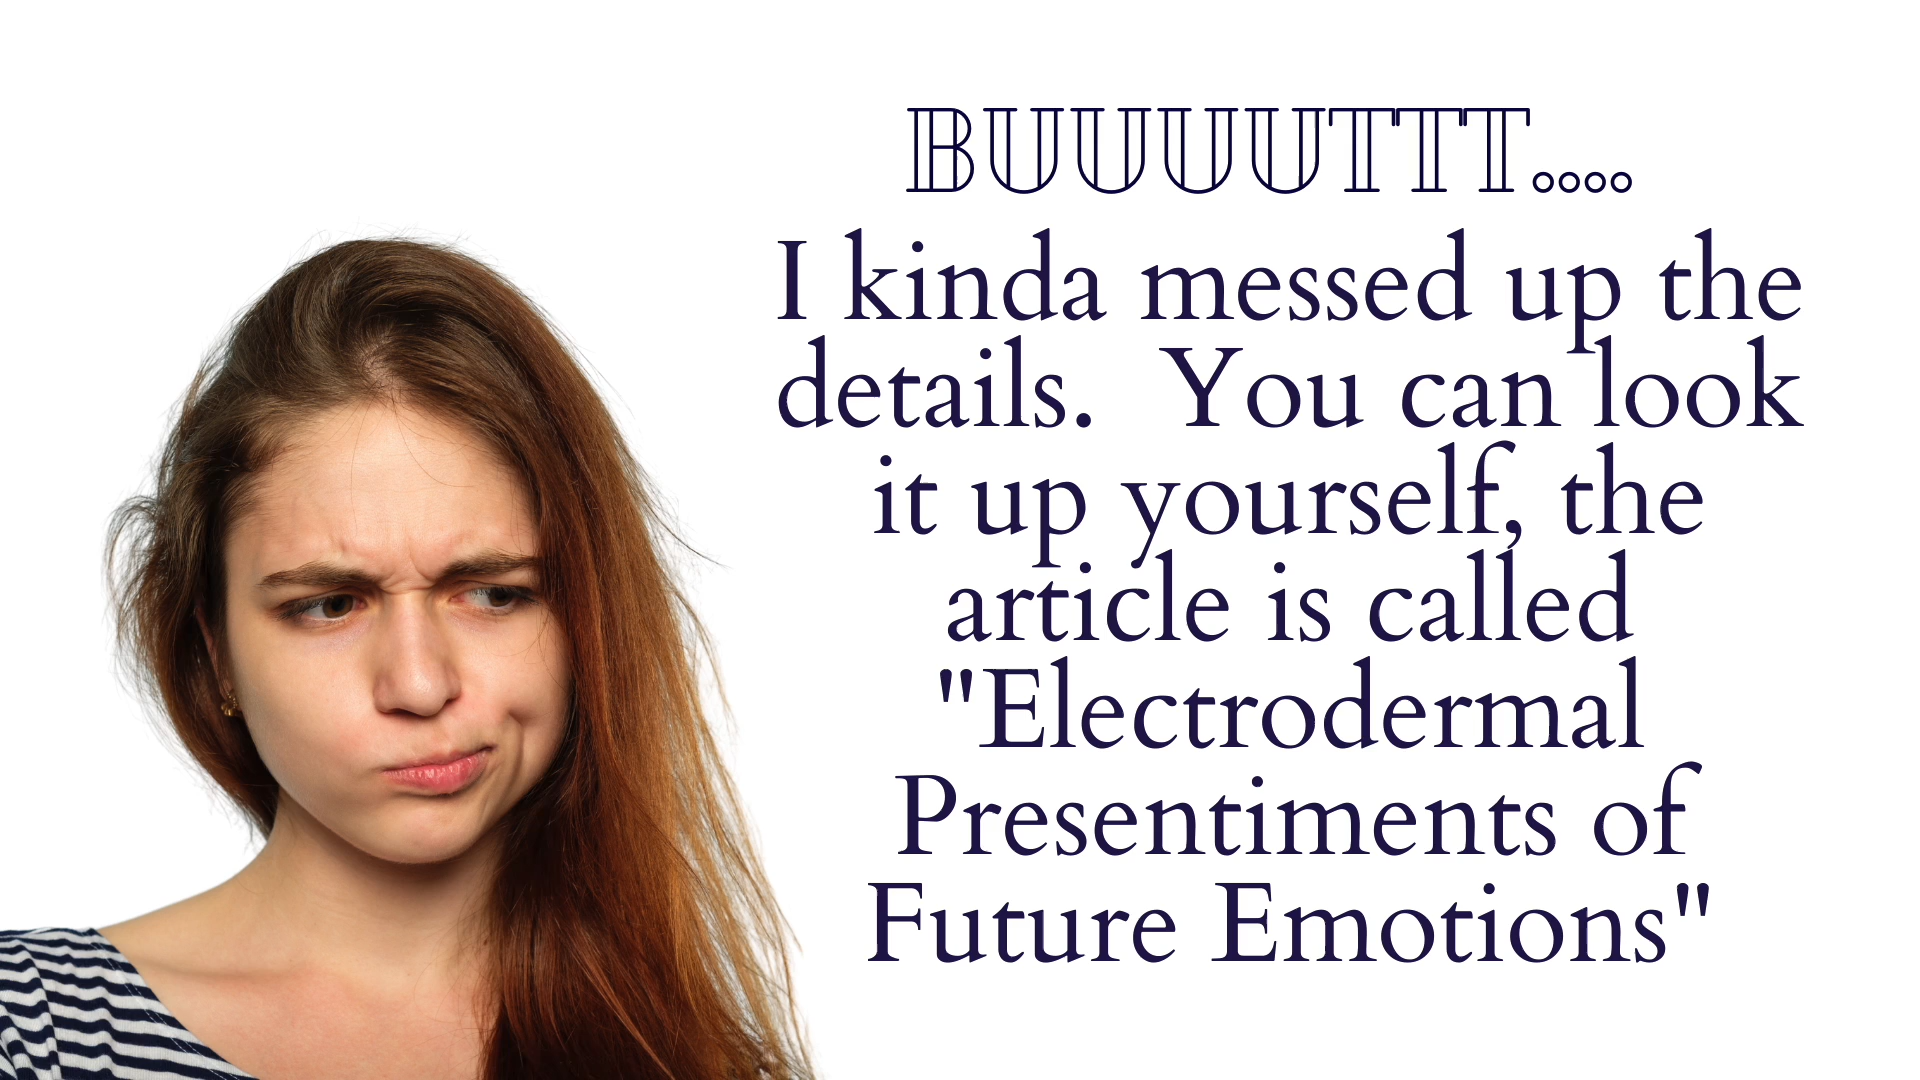 BUUUUTTT....
I kinda messed up the
details.  You can look
it up yourself, the
article is called
"Electrodermal
Presentiments of
Future Emotions"